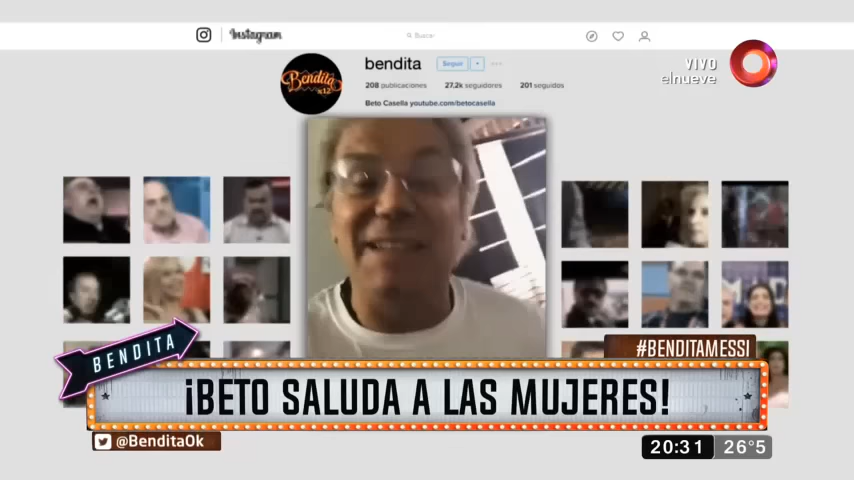 Instagram
Buscar
bendita
Seguir
208 publicaciones 27,2k seguidores 201 seguidos
Beto Casella youtube.com/betocasella
Bendita
VIVO
elnueve
#BENDITAMESSI
BENDITA
¡BETO SALUDA A LAS MUJERES!
@BenditaOk
20:31 26°5